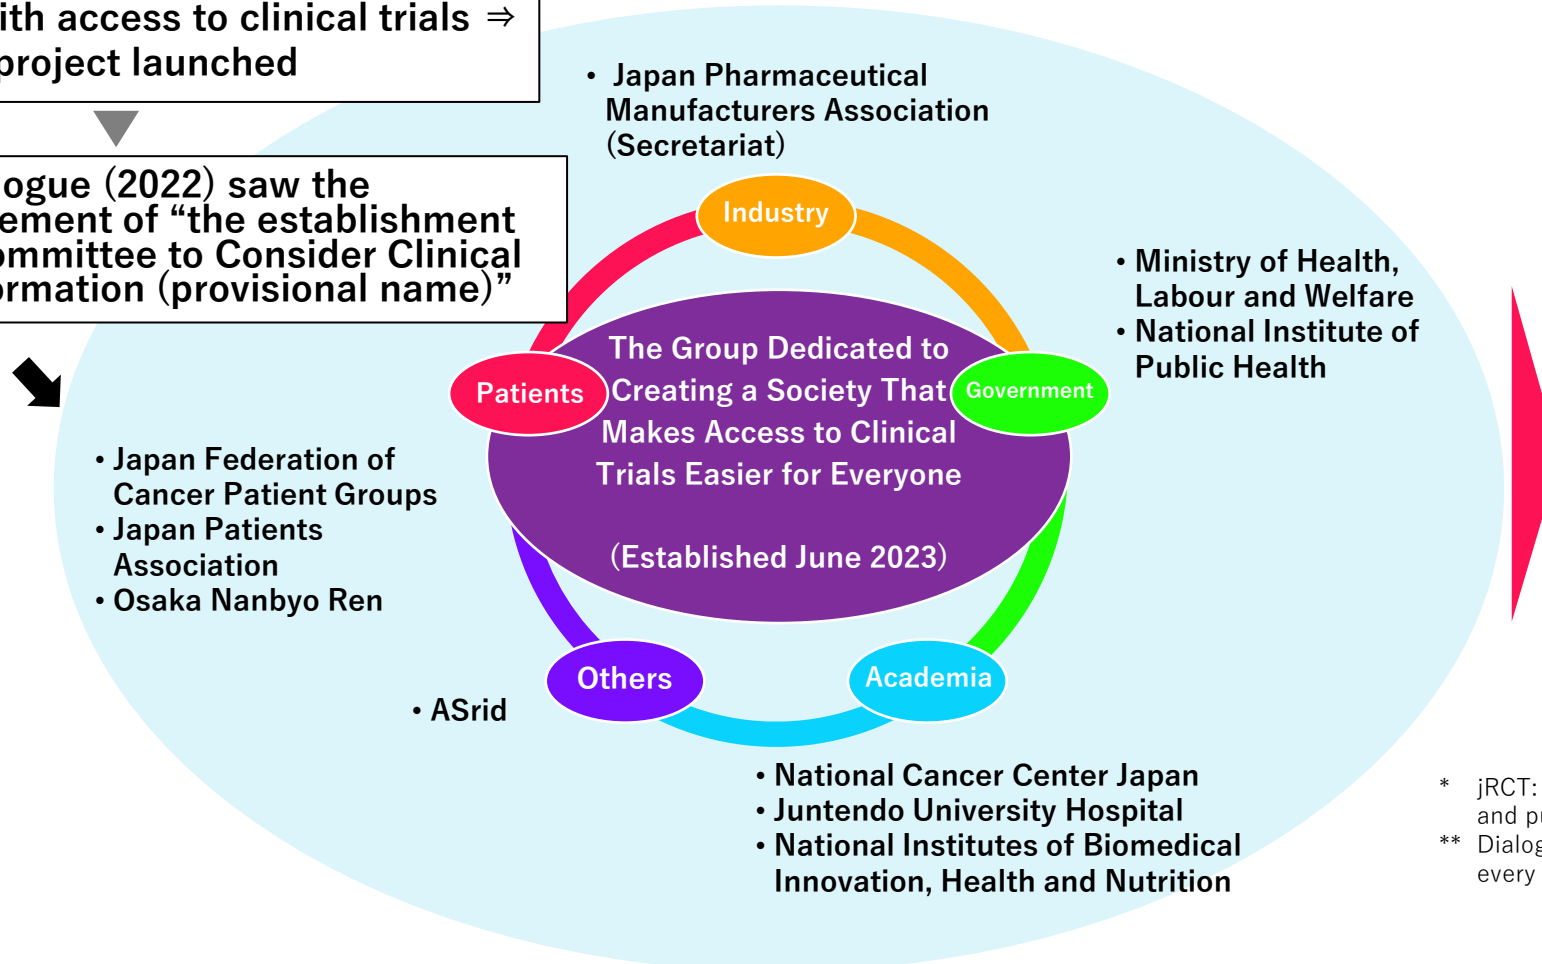 ith access to clinical trials ⇒
project launched
ogue (2022) saw the
ement of “the establishment
ommittee to Consider Clinical
ormation (provisional name)”
• Japan Pharmaceutical
Manufacturers Association
(Secretariat)
Industry
• Ministry of Health,
Labour and Welfare
• National Institute of
Public Health
Patients
Government
The Group Dedicated to
Creating a Society That
Makes Access to Clinical
Trials Easier for Everyone
(Established June 2023)
• Japan Federation of
Cancer Patient Groups
• Japan Patients
Association
• Osaka Nanbyo Ren
Others
Academia
• ASrid
• National Cancer Center Japan
• Juntendo University Hospital
• National Institutes of Biomedical
Innovation, Health and Nutrition
* jRCT:
and pu
** Dialog
every